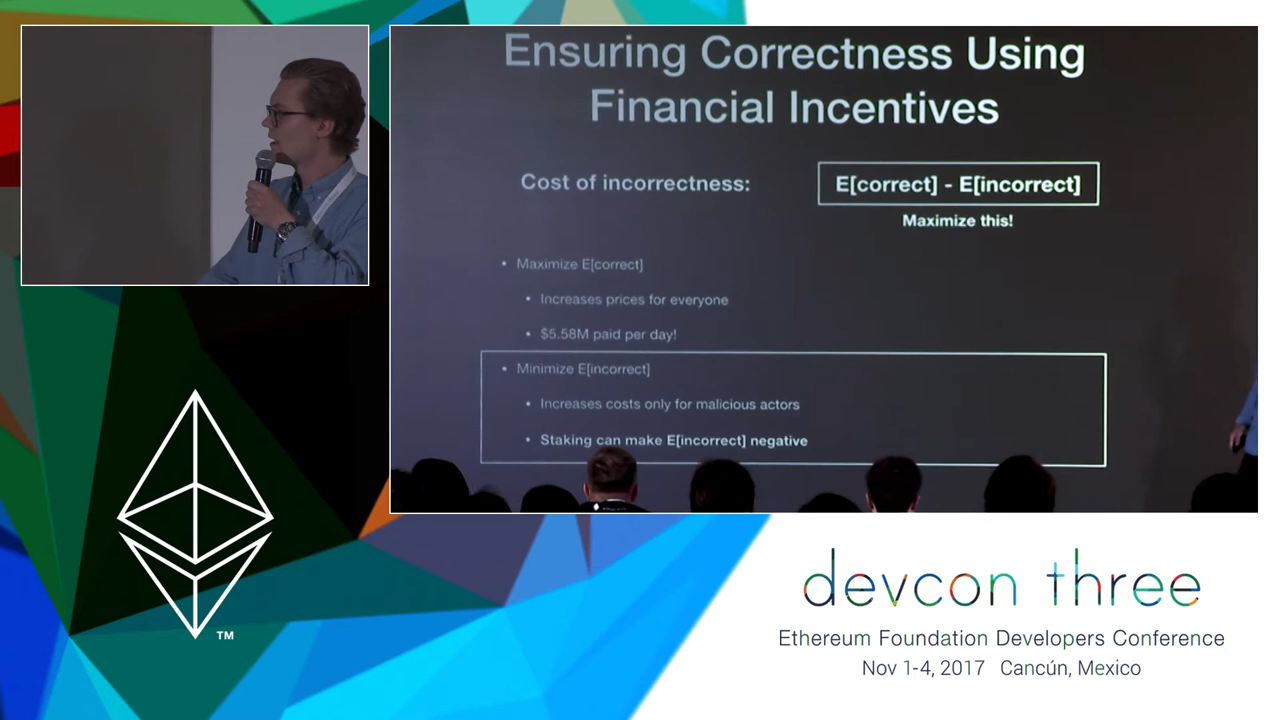 Ensuring Correctness Using
Financial Incentives
Cost of incorrectness:
E[correct] - E[incorrect]
Maximize this!
• Maximize E[correct]
• Increases prices for everyone
• $5.58M paid per day!
• Minimize E[incorrect]
• Increases costs only for malicious actors
• Staking can make E[incorrect] negative
TM
devcon three
Ethereum Foundation Developers Conference
Nov 1-4, 2017 Cancún, Mexico